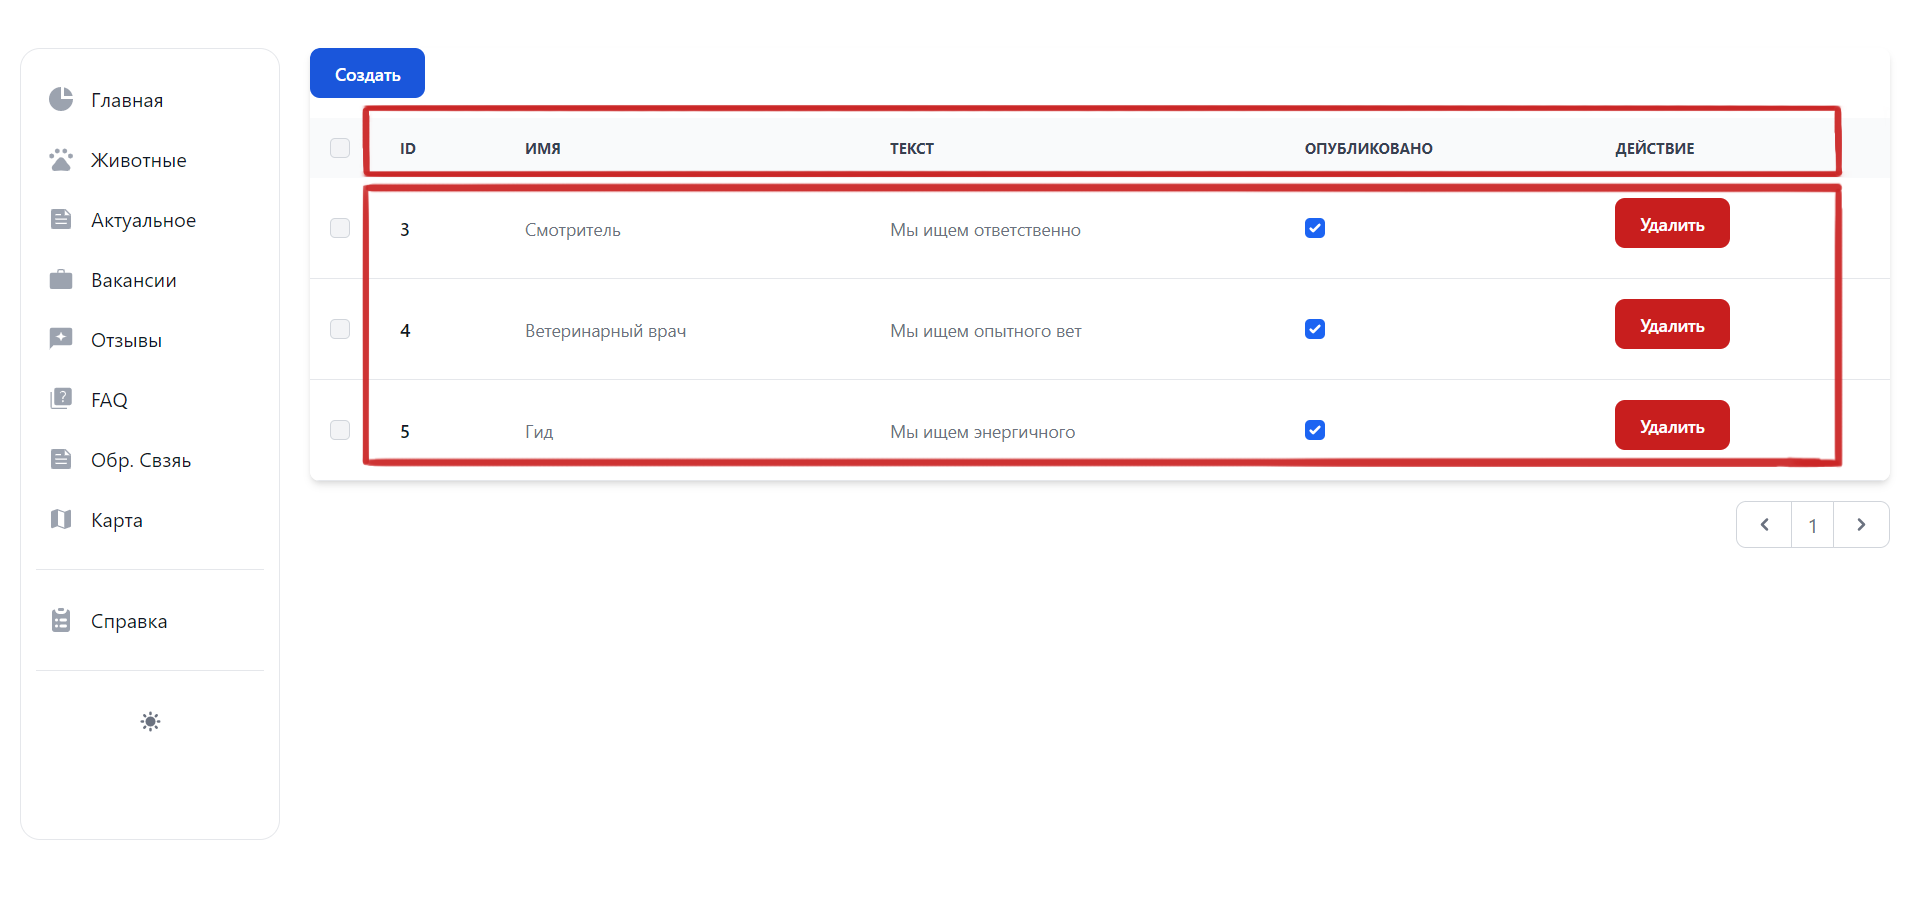 Главная
Животные
Актуальное
Вакансии
Отзывы
FAQ
Обр. Свзяь
Карта
Справка
Создать
ID ИМЯ ТЕКСТ ОПУБЛИКОВАНО ДЕЙСТВИЕ
3 Смотритель Мы ищем ответственно Удалить
4 Ветеринарный врач Мы ищем опытного вет Удалить
5 Гид Мы ищем энергичного Удалить
1